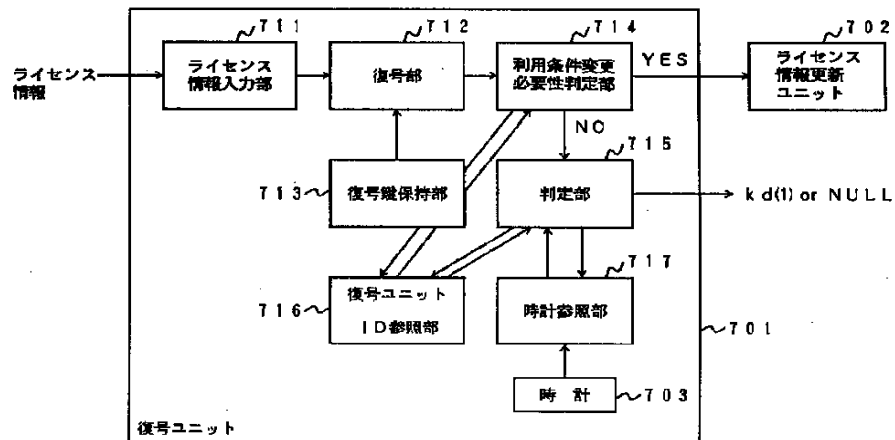 711
712
714
702
ライセンス
情報
ライセンス
情報入力部
復号部
利用条件変更
必要性判定部
YES
ライセンス
情報更新
ユニット
NO
715
713
復号鍵保持部
判定部
kd(1) or NULL
717
716
復号ユニット
ID参照部
時計参照部
701
時 計
703
復号ユニット